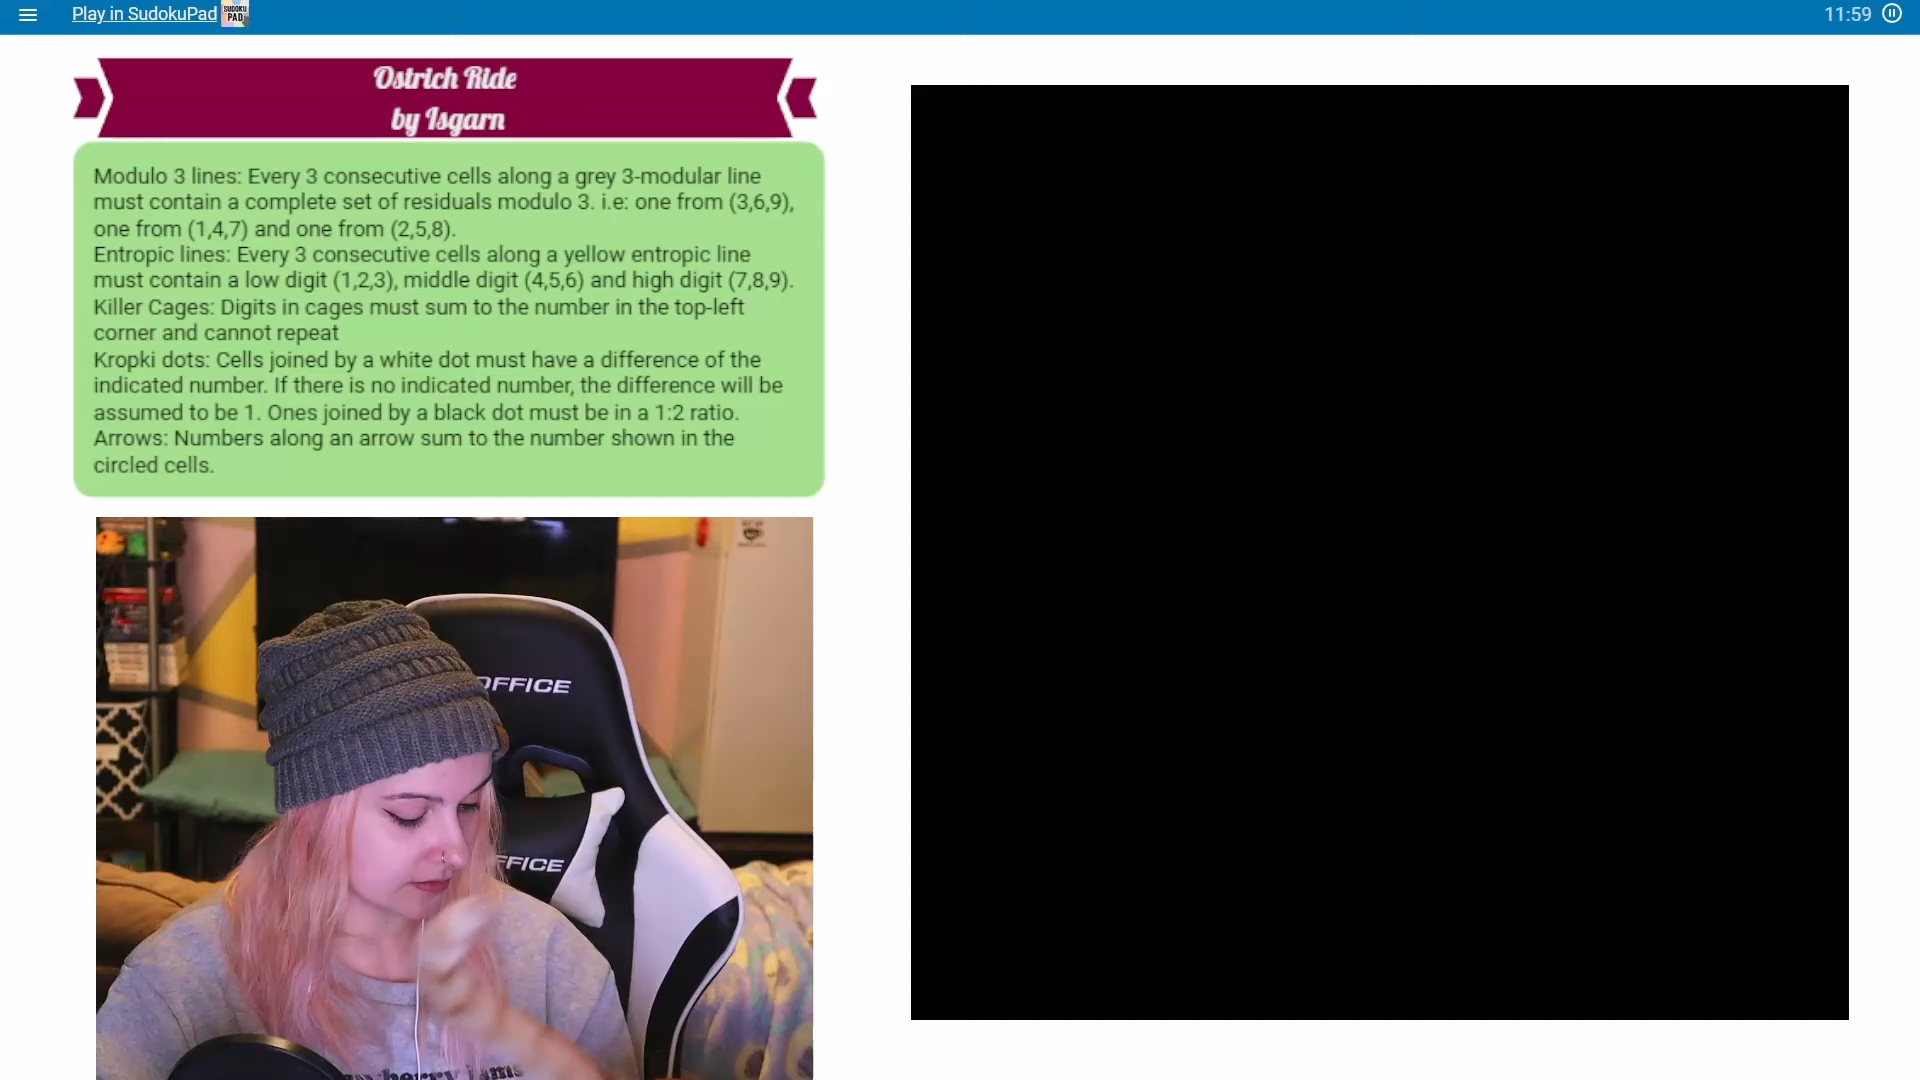 Play in SudokuPad
SUDOKU
PAD
11:59
Ostrich Ride
by Isgarn
Modulo 3 lines: Every 3 consecutive cells along a grey 3-modular line
must contain a complete set of residuals modulo 3. i.e: one from (3,6,9),
one from (1,4,7) and one from (2,5,8).
Entropic lines: Every 3 consecutive cells along a yellow entropic line
must contain a low digit (1,2,3), middle digit (4,5,6) and high digit (7,8,9).
Killer Cages: Digits in cages must sum to the number in the top-left
corner and cannot repeat
Kropki dots: Cells joined by a white dot must have a difference of the
indicated number. If there is no indicated number, the difference will be
assumed to be 1. Ones joined by a black dot must be in a 1:2 ratio.
Arrows: Numbers along an arrow sum to the number shown in the
circled cells.
OFFICE
FFICE